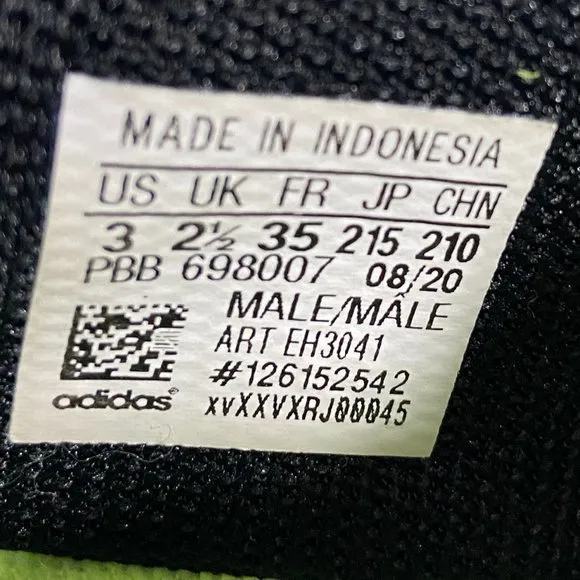 MADE IN INDONESIA
US UK FR JP CHN
3 2½ 35 215 210
PBB 698007 08/20
MALE/MÂLE
ART EH3041
#126152542
adidas®
xvXXVXRJ00045